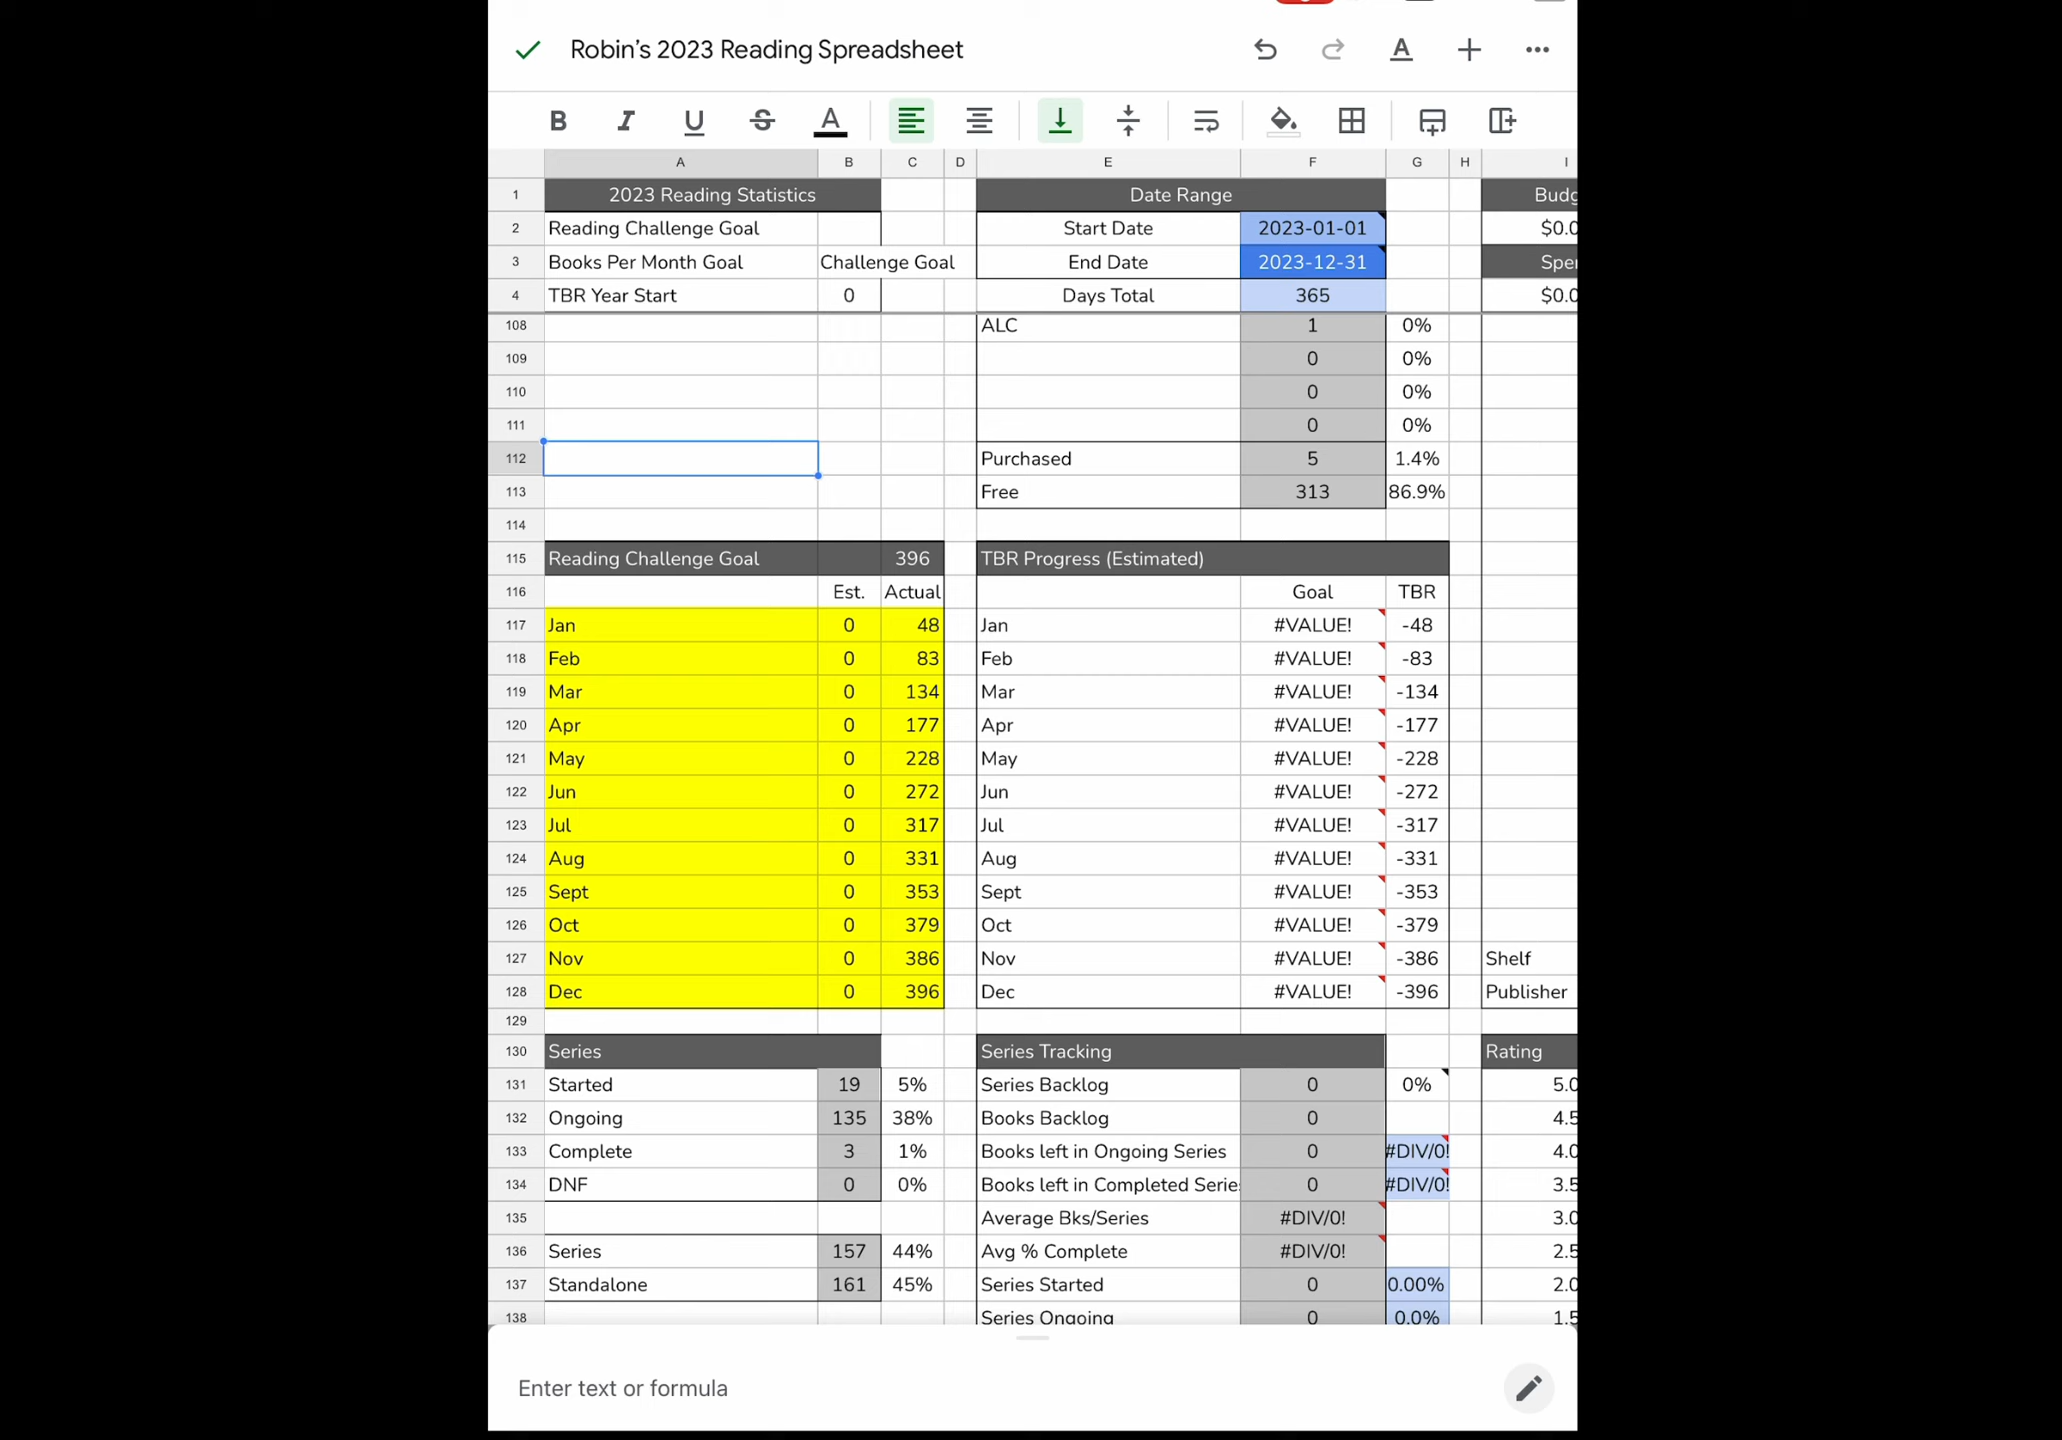 Robin’s 2023 Reading Spreadsheet
B I U S A
A B C D E F G H I
1 2023 Reading Statistics Date Range
2 Reading Challenge Goal Start Date 2023-01-01
3 Books Per Month Goal Challenge Goal End Date 2023-12-31
4 TBR Year Start 0 Days Total 365
108 ALC 1 0%
109 0 0%
110 0 0%
111 0 0%
112 Purchased 5 1.4%
113 Free 313 86.9%
114
115 Reading Challenge Goal 396 TBR Progress (Estimated)
116 Est. Actual Goal TBR
117 Jan 0 48 Jan #VALUE! -48
118 Feb 0 83 Feb #VALUE! -83
119 Mar 0 134 Mar #VALUE! -134
120 Apr 0 177 Apr #VALUE! -177
121 May 0 228 May #VALUE! -228
122 Jun 0 272 Jun #VALUE! -272
123 Jul 0 317 Jul #VALUE! -317
124 Aug 0 331 Aug #VALUE! -331
125 Sept 0 353 Sept #VALUE! -353
126 Oct 0 379 Oct #VALUE! -379
127 Nov 0 386 Nov #VALUE! -386 Shelf
128 Dec 0 396 Dec #VALUE! -396 Publisher
129
130 Series Series Tracking Rating
131 Started 19 5% Series Backlog 0 0% 5.0
132 Ongoing 135 38% Books Backlog 0 4.5
133 Complete 3 1% Books left in Ongoing Series 0 #DIV/0! 4.0
134 DNF 0 0% Books left in Completed 0 #DIV/0! 3.5
135 Average Bks/Series #DIV/0! 3.0
136 Series 157 44% Avg % Complete #DIV/0! 2.5
137 Standalone 161 45% Series Started 0 0.00% 2.0
138 Series Ongoing 0 0.0% 1.5
Enter text or formula